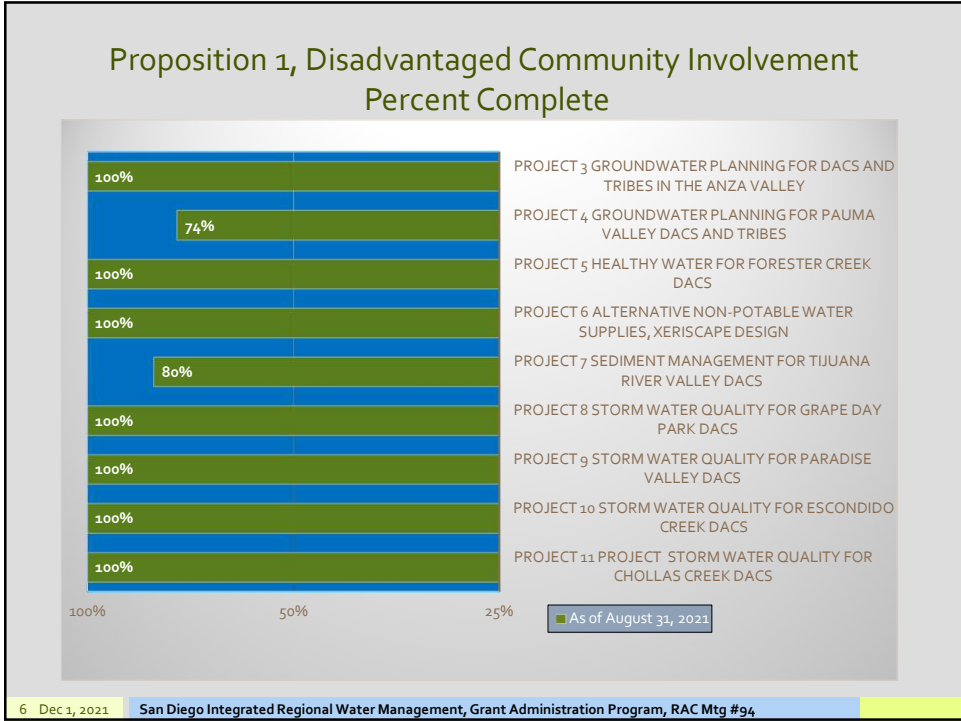 Proposition 1, Disadvantaged Community Involvement
Percent Complete
100%
PROJECT 3 GROUNDWATER PLANNING FOR DACS AND
TRIBES IN THE ANZA VALLEY
74%
PROJECT 4 GROUNDWATER PLANNING FOR PAUMA
VALLEY DACS AND TRIBES
100%
PROJECT 5 HEALTHY WATER FOR FORESTER CREEK
DACS
100%
PROJECT 6 ALTERNATIVE NON-POTABLE WATER
SUPPLIES, XERISCAPE DESIGN
80%
PROJECT 7 SEDIMENT MANAGEMENT FOR TIJUANA
RIVER VALLEY DACS
100%
PROJECT 8 STORM WATER QUALITY FOR GRAPE DAY
PARK DACS
100%
PROJECT 9 STORM WATER QUALITY FOR PARADISE
VALLEY DACS
100%
PROJECT 10 STORM WATER QUALITY FOR ESCONDIDO
CREEK DACS
100%
PROJECT 11 PROJECT STORM WATER QUALITY FOR
CHOLLAS CREEK DACS
100% 50% 25%
As of August 31, 2021
6 Dec 1, 2021 San Diego Integrated Regional Water Management, Grant Administration Program, RAC Mtg #94